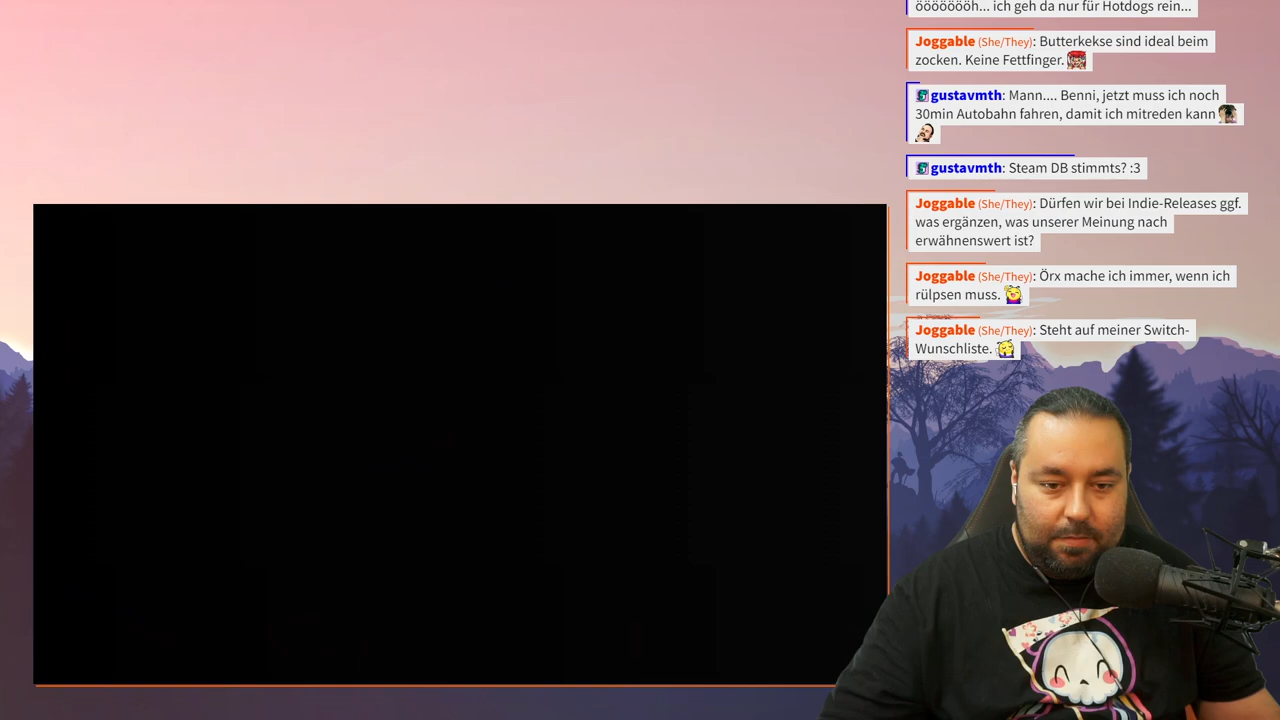 ööööööööh... ich geh da nur für Hotdogs rein...
Joggable (She/They): Butterkekse sind ideal beim
zocken. Keine Fettfinger.
gustavmth: Mann.... Benni, jetzt muss ich noch
30min Autobahn fahren, damit ich mitreden kann
gustavmth: Steam DB stimmts? :3
Joggable (She/They): Dürfen wir bei Indie-Releases ggf.
was ergänzen, was unserer Meinung nach
erwähnenswert ist?
Joggable (She/They): Örx mache ich immer, wenn ich
rülpsen muss.
Joggable (She/They): Steht auf meiner Switch-
Wunschliste.